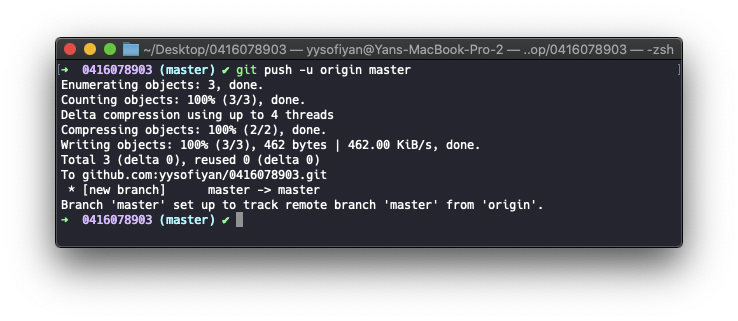 ~/Desktop/0416078903 — yysofiyan@Yans-MacBook-Pro-2 — ..op/0416078903 — -zsh
[➜  0416078903 (master) ✔ git push -u origin master ]
Enumerating objects: 3, done.
Counting objects: 100% (3/3), done.
Delta compression using up to 4 threads
Compressing objects: 100% (2/2), done.
Writing objects: 100% (3/3), 462 bytes | 462.00 KiB/s, done.
Total 3 (delta 0), reused 0 (delta 0)
To github.com:yysofiyan/0416078903.git
 * [new branch]      master -> master
Branch 'master' set up to track remote branch 'master' from 'origin'.
➜  0416078903 (master) ✔